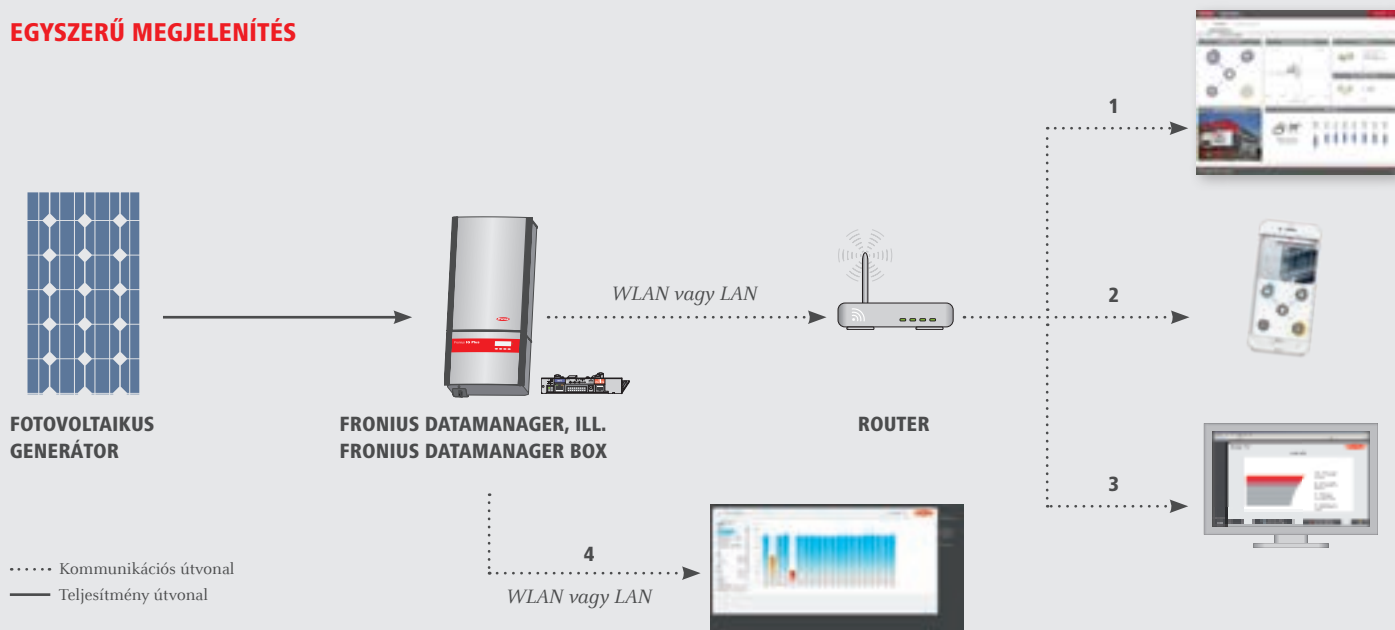 EGYSZERŰ MEGJELENÍTÉS
1
WLAN vagy LAN
2
FOTOVOLTAIKUS
GENERÁTOR
FRONIUS DATAMANAGER, ILL.
FRONIUS DATAMANAGER BOX
ROUTER
3
4
WLAN vagy LAN
Kommunikációs útvonal
Teljesítmény útvonal